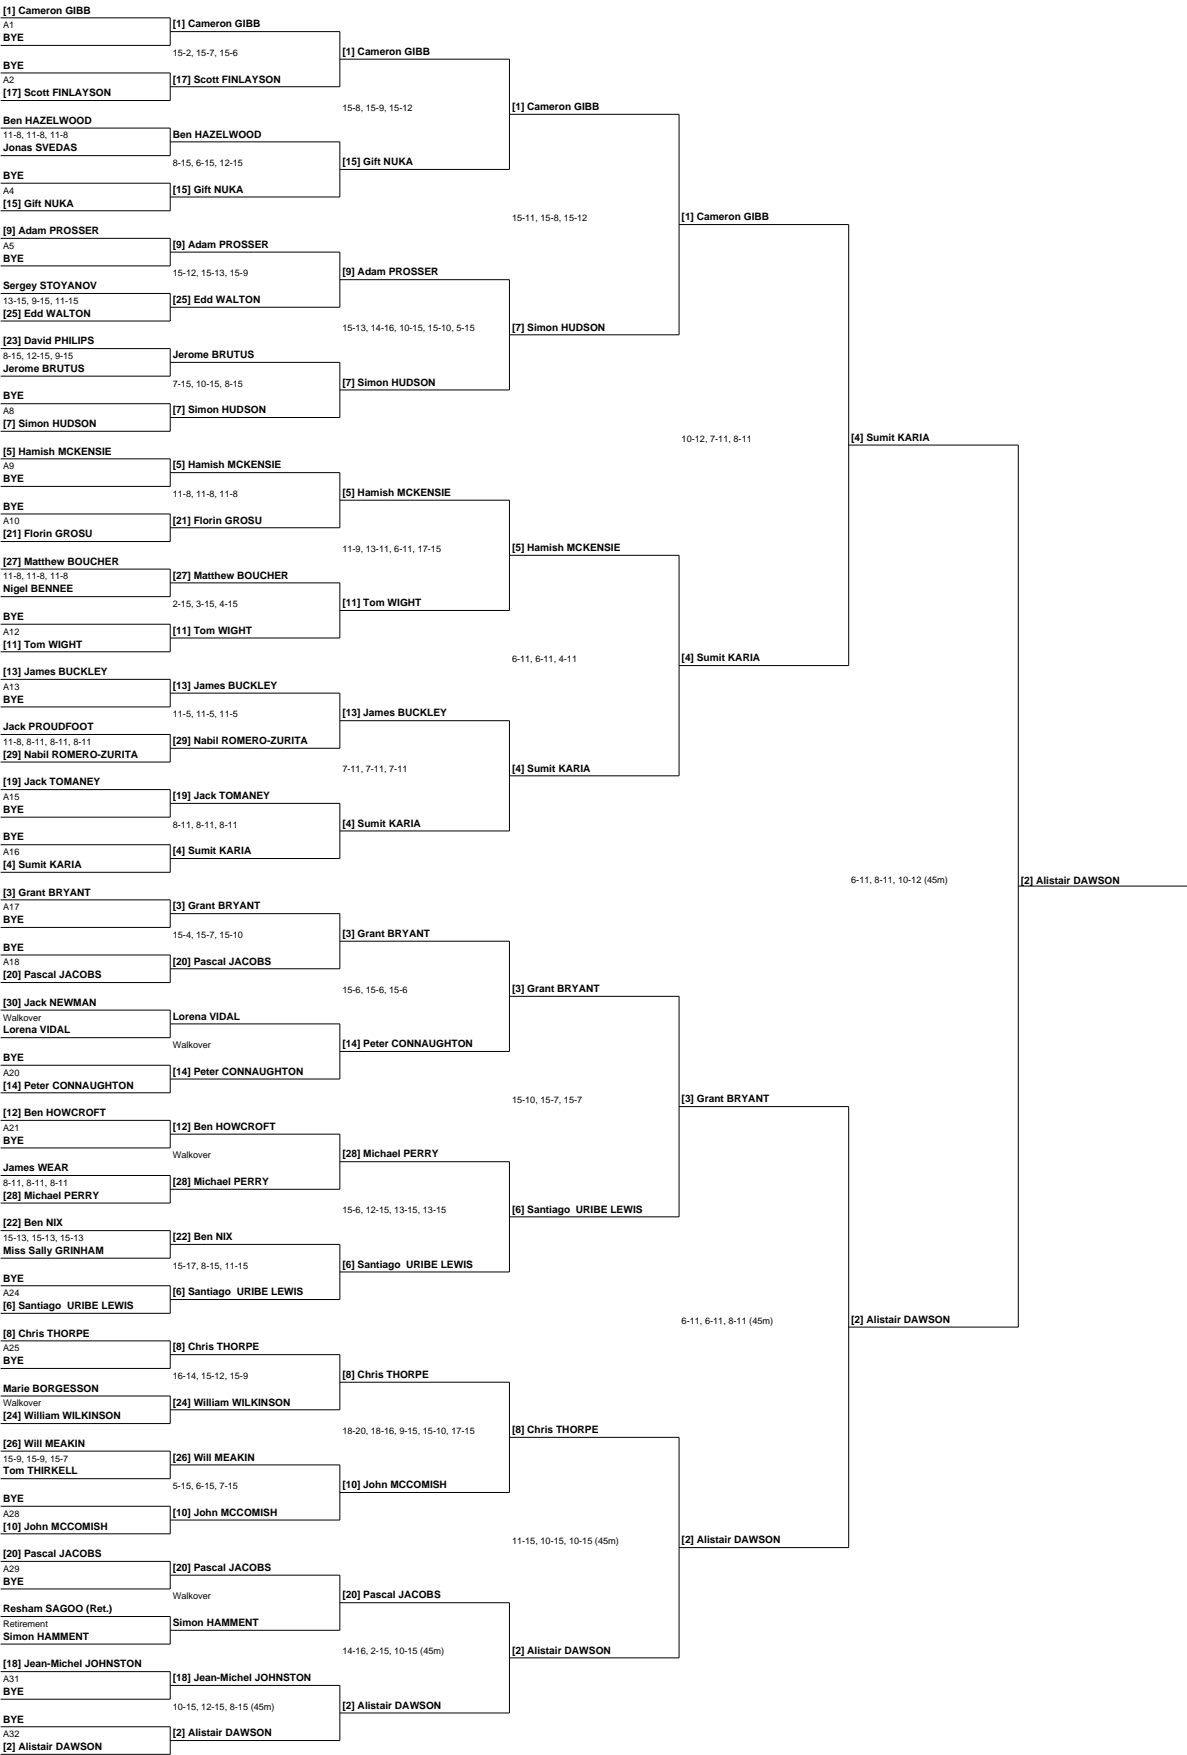 [1] Cameron GIBB
A1
BYE
BYE
A2
[17] Scott FINLAYSON
Ben HAZELWOOD
11-8, 11-8, 11-8
Jonas SVEDAS
BYE
A4
[15] Gift NUKA
[9] Adam PROSSER
A5
BYE
Sergey STOYANOV
13-15, 9-15, 11-15
[25] Edd WALTON
[23] David PHILIPS
8-15, 12-15, 9-15
Jerome BRUTUS
BYE
A8
[7] Simon HUDSON
[5] Hamish MCKENSIE
A9
BYE
BYE
A10
[21] Florin GROSU
[27] Matthew BOUCHER
11-8, 11-8, 11-8
Nigel BENNEE
BYE
A12
[11] Tom WIGHT
[13] James BUCKLEY
A13
BYE
Jack PROUDFOOT
11-8, 8-11, 8-11, 8-11
[29] Nabil ROMERO-ZURITA
[19] Jack TOMANEY
A15
BYE
BYE
A16
[4] Sumit KARIA
[3] Grant BRYANT
A17
BYE
BYE
A18
[20] Pascal JACOBS
[30] Jack NEWMAN
Walkover
Lorena VIDAL
BYE
A20
[14] Peter CONNAUGHTON
[12] Ben HOWCROFT
A21
BYE
James WEAR
8-11, 8-11, 8-11
[28] Michael PERRY
[22] Ben NIX
15-13, 15-13, 15-13
Miss Sally GRINHAM
BYE
A24
[6] Santiago  URIBE LEWIS
[8] Chris THORPE
A25
BYE
Marie BORGESSON
Walkover
[24] William WILKINSON
[26] Will MEAKIN
15-9, 15-9, 15-7
Tom THIRKELL
BYE
A28
[10] John MCCOMISH
[20] Pascal JACOBS
A29
BYE
Resham SAGOO (Ret.)
Retirement
Simon HAMMENT
[18] Jean-Michel JOHNSTON
A31
BYE
BYE
A32
[2] Alistair DAWSON
[1] Cameron GIBB
15-2, 15-7, 15-6
[17] Scott FINLAYSON
Ben HAZELWOOD
8-15, 6-15, 12-15
[15] Gift NUKA
[9] Adam PROSSER
15-12, 15-13, 15-9
[25] Edd WALTON
Jerome BRUTUS
7-15, 10-15, 8-15
[7] Simon HUDSON
[5] Hamish MCKENSIE
11-8, 11-8, 11-8
[21] Florin GROSU
[27] Matthew BOUCHER
2-15, 3-15, 4-15
[11] Tom WIGHT
[13] James BUCKLEY
11-5, 11-5, 11-5
[29] Nabil ROMERO-ZURITA
[19] Jack TOMANEY
8-11, 8-11, 8-11
[4] Sumit KARIA
[3] Grant BRYANT
15-4, 15-7, 15-10
[20] Pascal JACOBS
Lorena VIDAL
Walkover
[14] Peter CONNAUGHTON
[12] Ben HOWCROFT
Walkover
[28] Michael PERRY
[22] Ben NIX
15-17, 8-15, 11-15
[6] Santiago  URIBE LEWIS
[8] Chris THORPE
16-14, 15-12, 15-9
[24] William WILKINSON
[26] Will MEAKIN
5-15, 6-15, 7-15
[10] John MCCOMISH
[20] Pascal JACOBS
Walkover
Simon HAMMENT
[18] Jean-Michel JOHNSTON
10-15, 12-15, 8-15 (45m)
[2] Alistair DAWSON
[1] Cameron GIBB
15-8, 15-9, 15-12
[15] Gift NUKA
[9] Adam PROSSER
15-13, 14-16, 10-15, 15-10, 5-15
[7] Simon HUDSON
[5] Hamish MCKENSIE
11-9, 13-11, 6-11, 17-15
[11] Tom WIGHT
[13] James BUCKLEY
7-11, 7-11, 7-11
[4] Sumit KARIA
[3] Grant BRYANT
15-6, 15-6, 15-6
[14] Peter CONNAUGHTON
[28] Michael PERRY
15-6, 12-15, 13-15, 13-15
[6] Santiago  URIBE LEWIS
[8] Chris THORPE
18-20, 18-16, 9-15, 15-10, 17-15
[10] John MCCOMISH
[20] Pascal JACOBS
14-16, 2-15, 10-15 (45m)
[2] Alistair DAWSON
[1] Cameron GIBB
15-11, 15-8, 15-12
[7] Simon HUDSON
[5] Hamish MCKENSIE
6-11, 6-11, 4-11
[4] Sumit KARIA
[3] Grant BRYANT
15-10, 15-7, 15-7
[6] Santiago  URIBE LEWIS
[8] Chris THORPE
11-15, 10-15, 10-15 (45m)
[2] Alistair DAWSON
[1] Cameron GIBB
10-12, 7-11, 8-11
[4] Sumit KARIA
[3] Grant BRYANT
6-11, 6-11, 8-11 (45m)
[2] Alistair DAWSON
[4] Sumit KARIA
6-11, 8-11, 10-12 (45m)
[2] Alistair DAWSON
[2] Alistair DAWSON